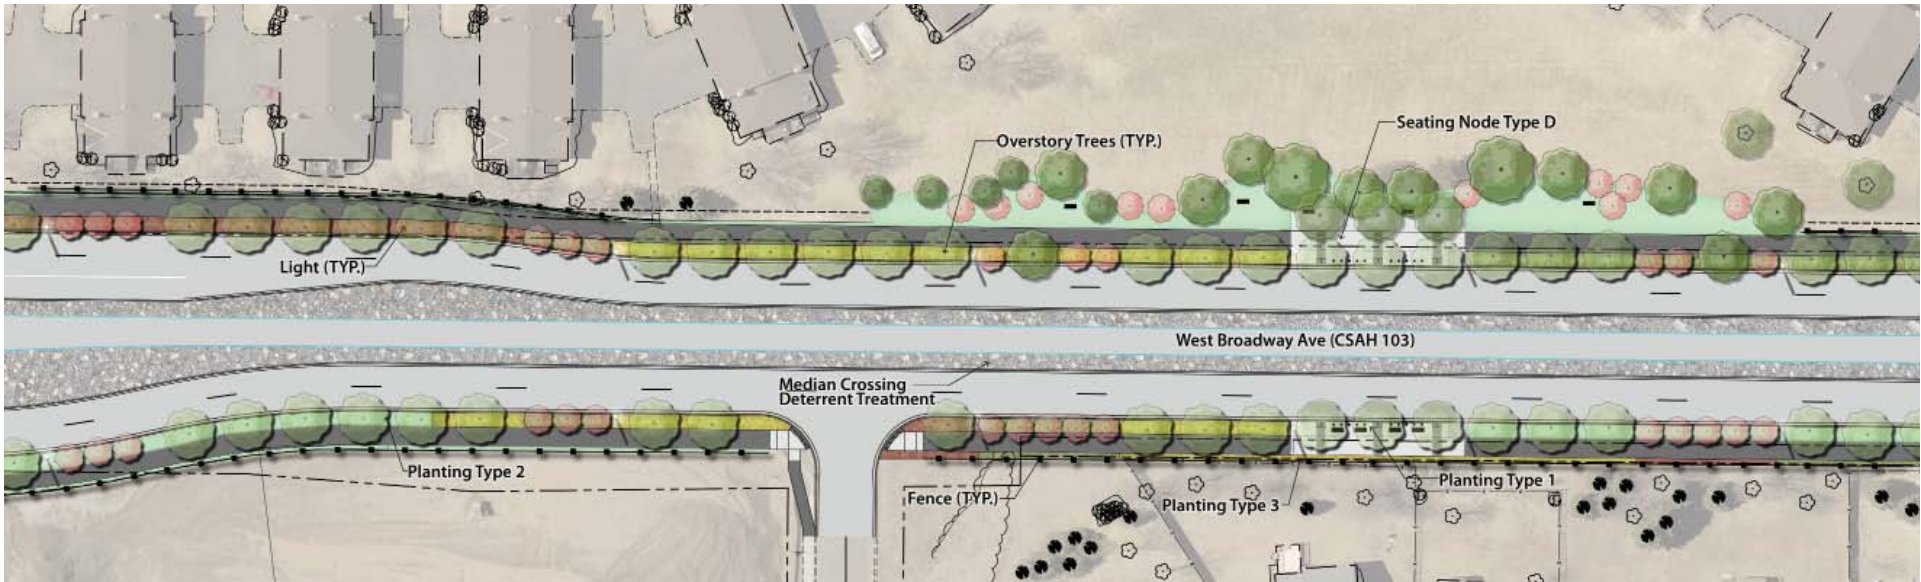 Seating Node Type D
Overstory Trees (TYP.)
Light (TYP.)
West Broadway Ave (CSAH 103)
Median Crossing
Deterrent Treatment
Planting Type 2
Fence (TYP.)
Planting Type 3
Planting Type 1